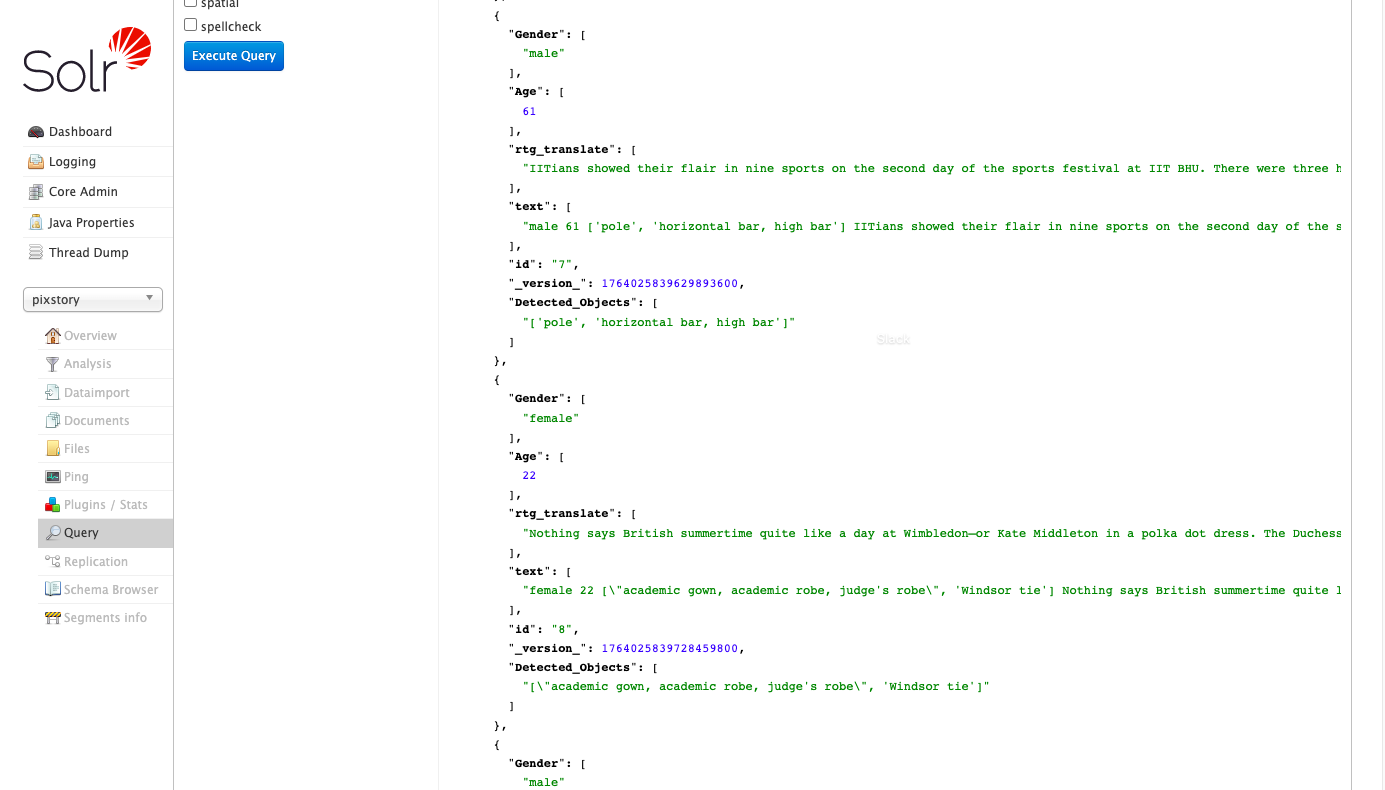 spatial
spellcheck
Execute Query
Solr
Dashboard
Logging
Core Admin
Java Properties
Thread Dump
pixstory
Overview
Analysis
Dataimport
Documents
Files
Ping
Plugins / Stats
Query
Replication
Schema Browser
Segments info
{
"Gender": [
"male"
],
"Age": [
61
],
"rtg_translate": [
"IITians showed their flair in nine sports on the second day of the sports festival at IIT BHU. There were three h
],
"text": [
"male 61 ['pole', 'horizontal bar, high bar'] IITians showed their flair in nine sports on the second day of the s
],
"id": "7",
"_version_": 1764025839629893600,
"Detected_Objects": [
"['pole', 'horizontal bar, high bar']"
]
},
Slack
{
"Gender": [
"female"
],
"Age": [
22
],
"rtg_translate": [
"Nothing says British summertime quite like a day at Wimbledon—or Kate Middleton in a polka dot dress. The Duchess
],
"text": [
"female 22 [\"academic gown, academic robe, judge's robe\", 'Windsor tie'] Nothing says British summertime quite l
],
"id": "8",
"_version_": 1764025839728459800,
"Detected_Objects": [
"[\"academic gown, academic robe, judge's robe\", 'Windsor tie']"
]
},
{
"Gender": [
"male"